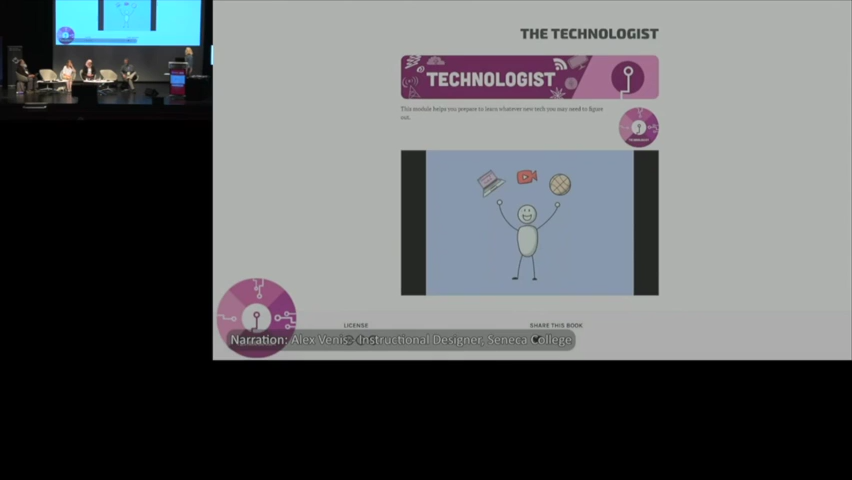 THE TECHNOLOGIST
TECHNOLOGIST
This module helps you prepare to learn whatever new tech you may need to figure
out.
LICENSE
SHARE THIS BOOK
Narration: Alex Venis - Instructional Designer, Seneca College